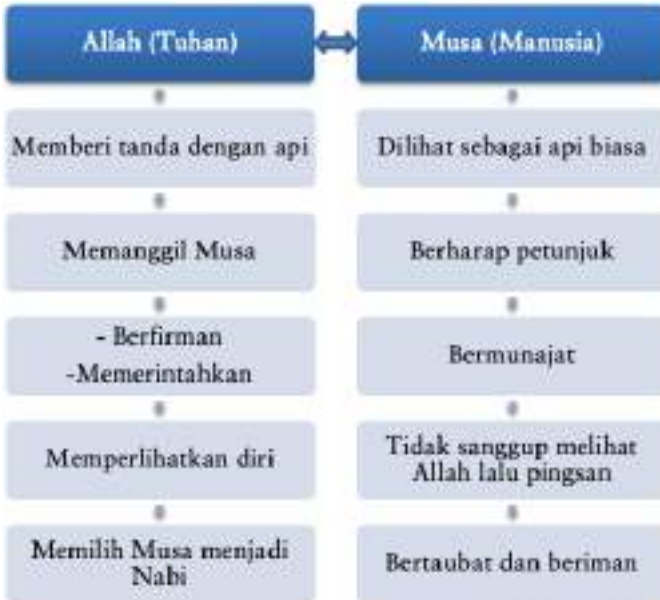 Allah (Tuhan)
Memberi tanda dengan api
Memanggil Musa
- Berfirman
-Memerintahkan
Memperlihatkan diri
Memilih Musa menjadi
Nabi
Musa (Manusia)
Dilihat sebagai api biasa
Berharap petunjuk
Bermunajat
Tidak sanggup melihat
Allah lalu pingsan
Bertaubat dan beriman